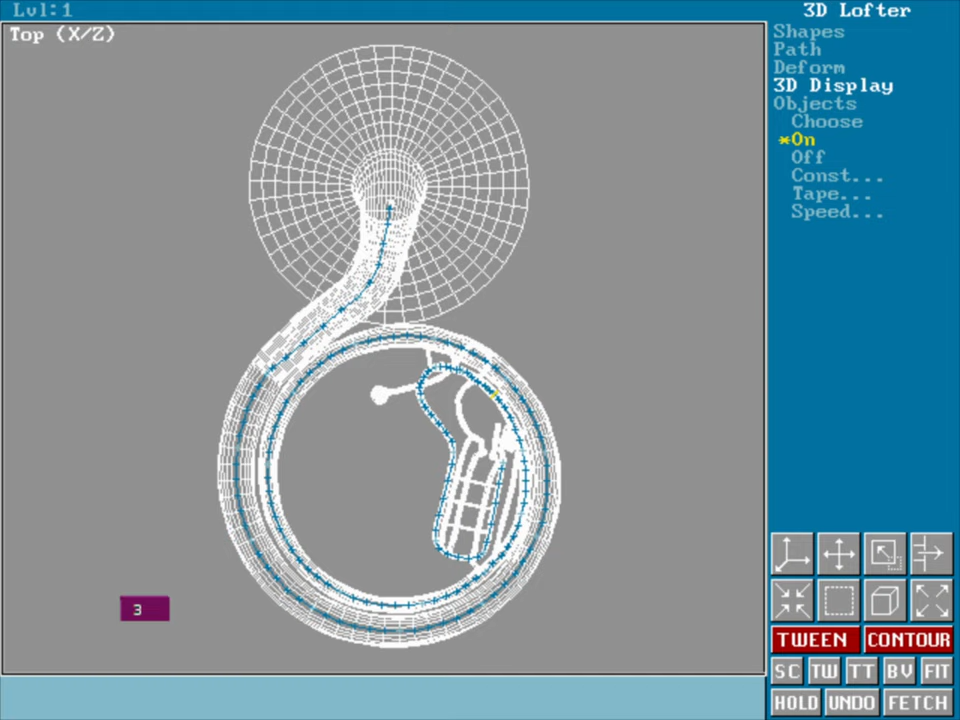 Lvl:1
3D Lofter
Top (X/Z)
Shapes
Path
Deform
3D Display
Objects
Choose
*On
Off
Const...
Tape...
Speed...
3
TWEEN CONTOUR
SC TW TT BV FIT
HOLD UNDO FETCH